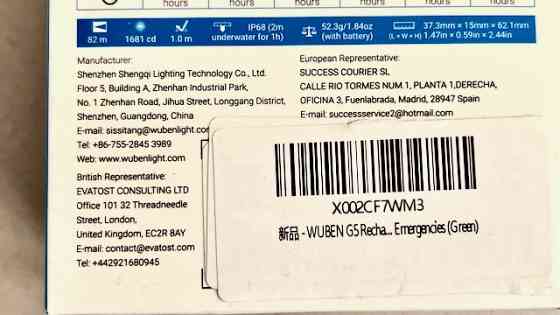 hours hours hours hours hours
82 m 1681 cd 1.0 m IP68 (2m underwater for 1h) 52.3g/1.84oz (with battery) (L × W × H) 37.3mm × 15mm × 62.1mm 1.47in × 0.59in × 2.44in
Manufacturer:
Shenzhen Shengqi Lighting Technology Co., Ltd.
Floor 5, Building A, Zhenhan Industrial Park,
No. 1 Zhenhan Road, Jihua Street, Longgang District,
Shenzhen, Guangdong, China
E-mail: sissitang@wubenlight.com
Tel: +86-755-2845 3989
Web: www.wubenlight.com
British Representative:
EVATOST CONSULTING LTD
Office 101 32 Threadneedle
Street, London,
United Kingdom, EC2R 8AY
E-mail: contact@evatost.com
Tel: +442921680945
European Representative:
SUCCESS COURIER SL
CALLE RIO TORMES NUM.1, PLANTA 1,DERECHA,
OFICINA 3, Fuenlabrada, Madrid, 28947 Spain
E-mail: successservice2@hotmail.com
X002CF7WM3
新品 - WUBEN G5 Recha... Emergencies (Green)